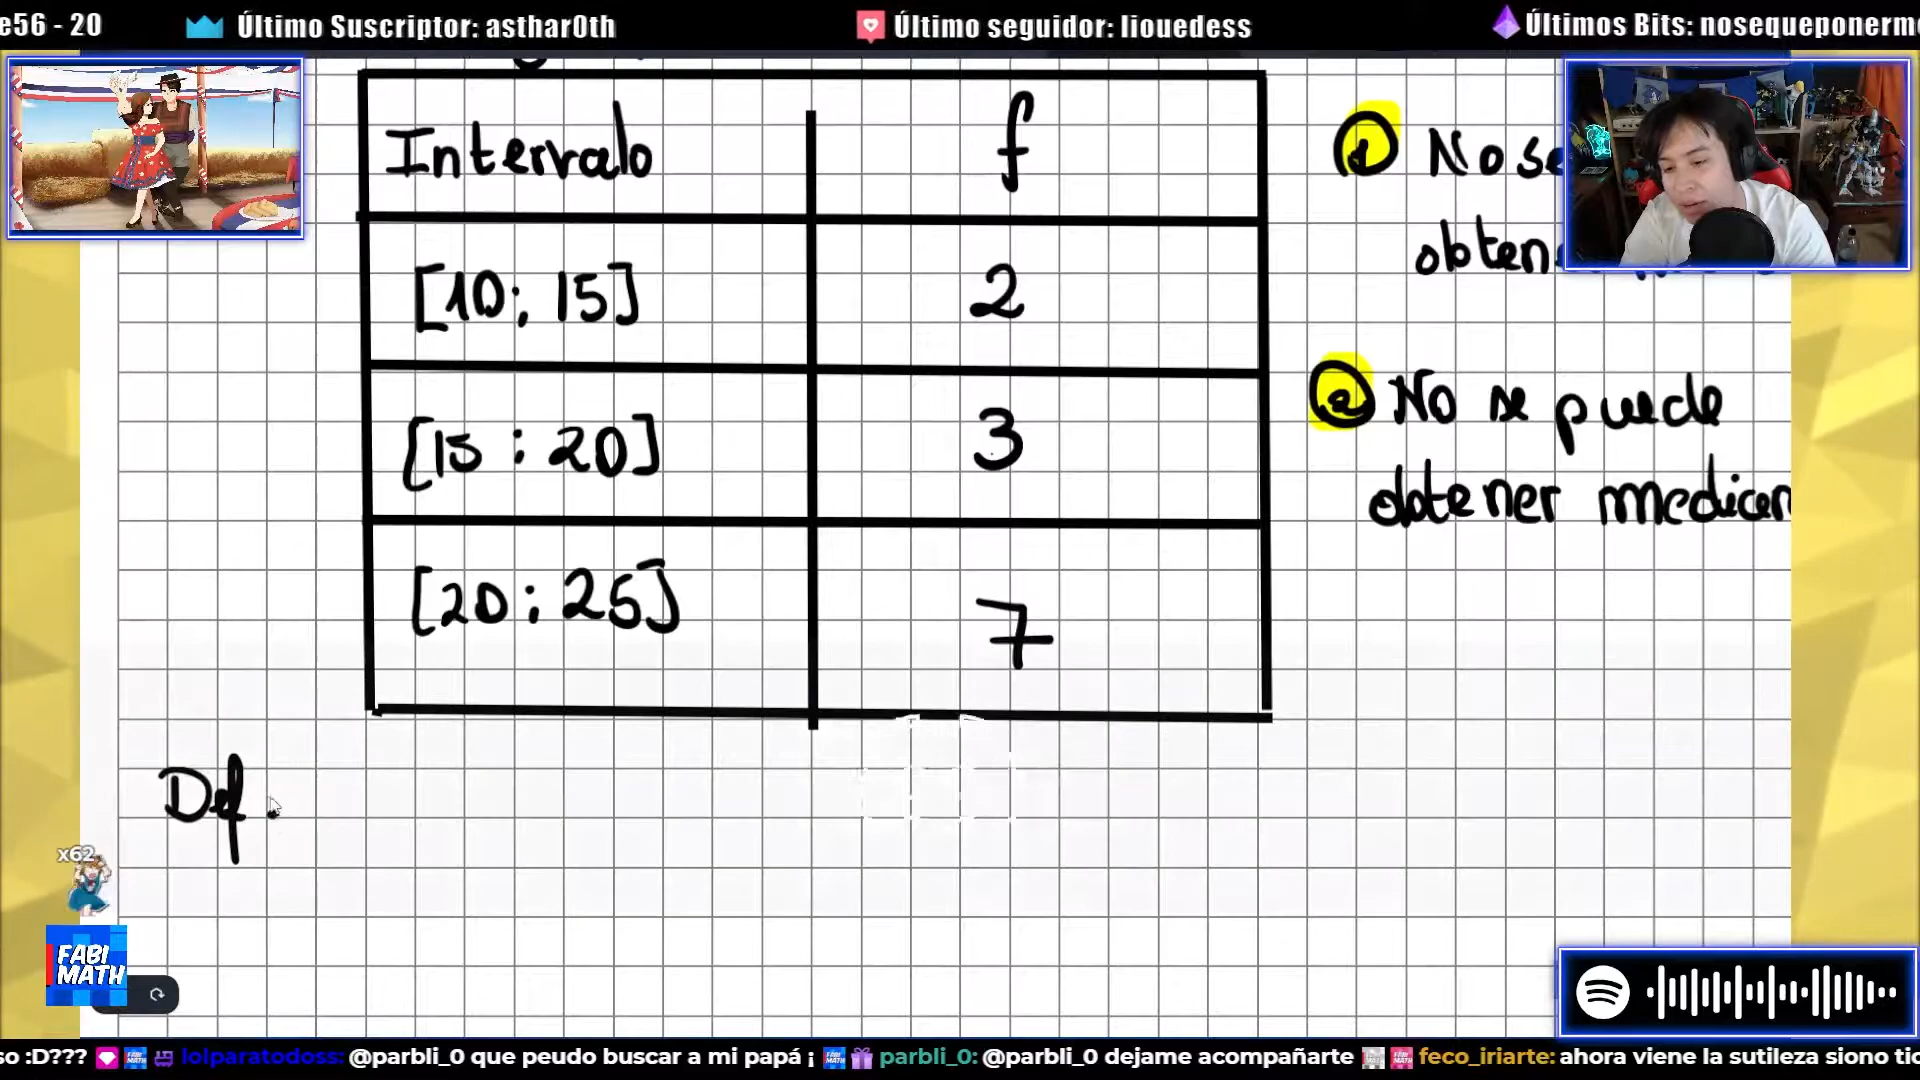 e56 - 20
Último Suscriptor: asthar0th
Último seguidor: liouedess
Últimos Bits: nosequeponerme
Intervalo f
[10; 15] 2
[15 : 20] 3
[20 : 25] 7
1 No se
obten
2 No se puede
obtener median
Def :
x62
FABI
MATH
so :D??? lolparatodoss: @parbli_0 que peudo buscar a mi papá ¡ parbli_0: @parbli_0 dejame acompañarte feco_iriarte: ahora viene la sutileza siono tic